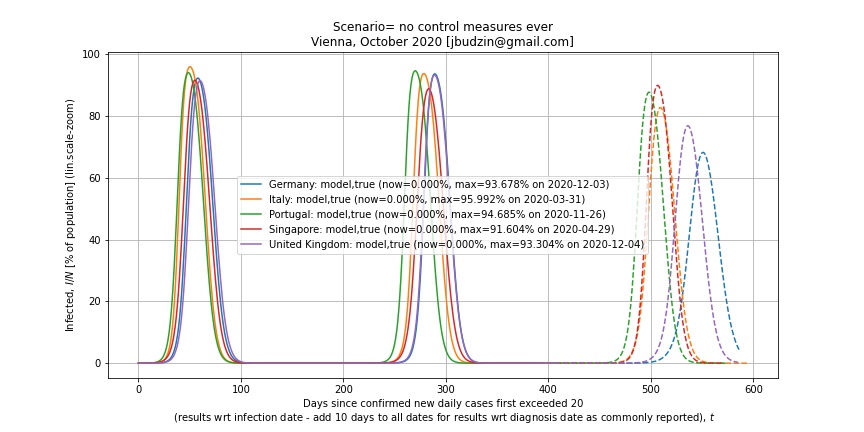 Scenario= no control measures ever
Vienna, October 2020 [jbudzin@gmail.com]
Infected, I/N [% of population] (lin.scale-zoom)
100
80
60
40
20
0
Germany: model,true (now=0.000%, max=93.678% on 2020-12-03)
Italy: model,true (now=0.000%, max=95.992% on 2020-03-31)
Portugal: model,true (now=0.000%, max=94.685% on 2020-11-26)
Singapore: model,true (now=0.000%, max=91.604% on 2020-04-29)
United Kingdom: model,true (now=0.000%, max=93.304% on 2020-12-04)
0 100 200 300 400 500 600
Days since confirmed new daily cases first exceeded 20
(results wrt infection date - add 10 days to all dates for results wrt diagnosis date as commonly reported), t